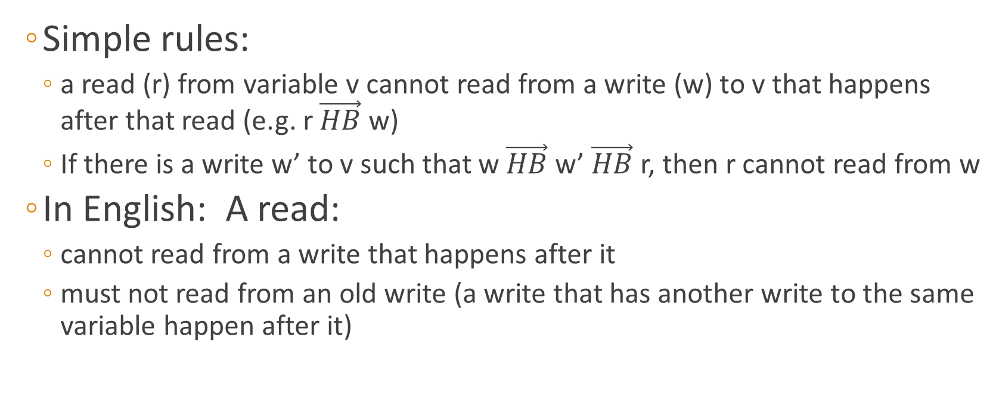 ◦ Simple rules:
◦ a read (r) from variable v cannot read from a write (w) to v that happens
after that read (e.g. r $\overrightarrow{HB}$ w)
◦ If there is a write w’ to v such that w $\overrightarrow{HB}$ w’ $\overrightarrow{HB}$ r, then r cannot read from w
◦ In English: A read:
◦ cannot read from a write that happens after it
◦ must not read from an old write (a write that has another write to the same
variable happen after it)